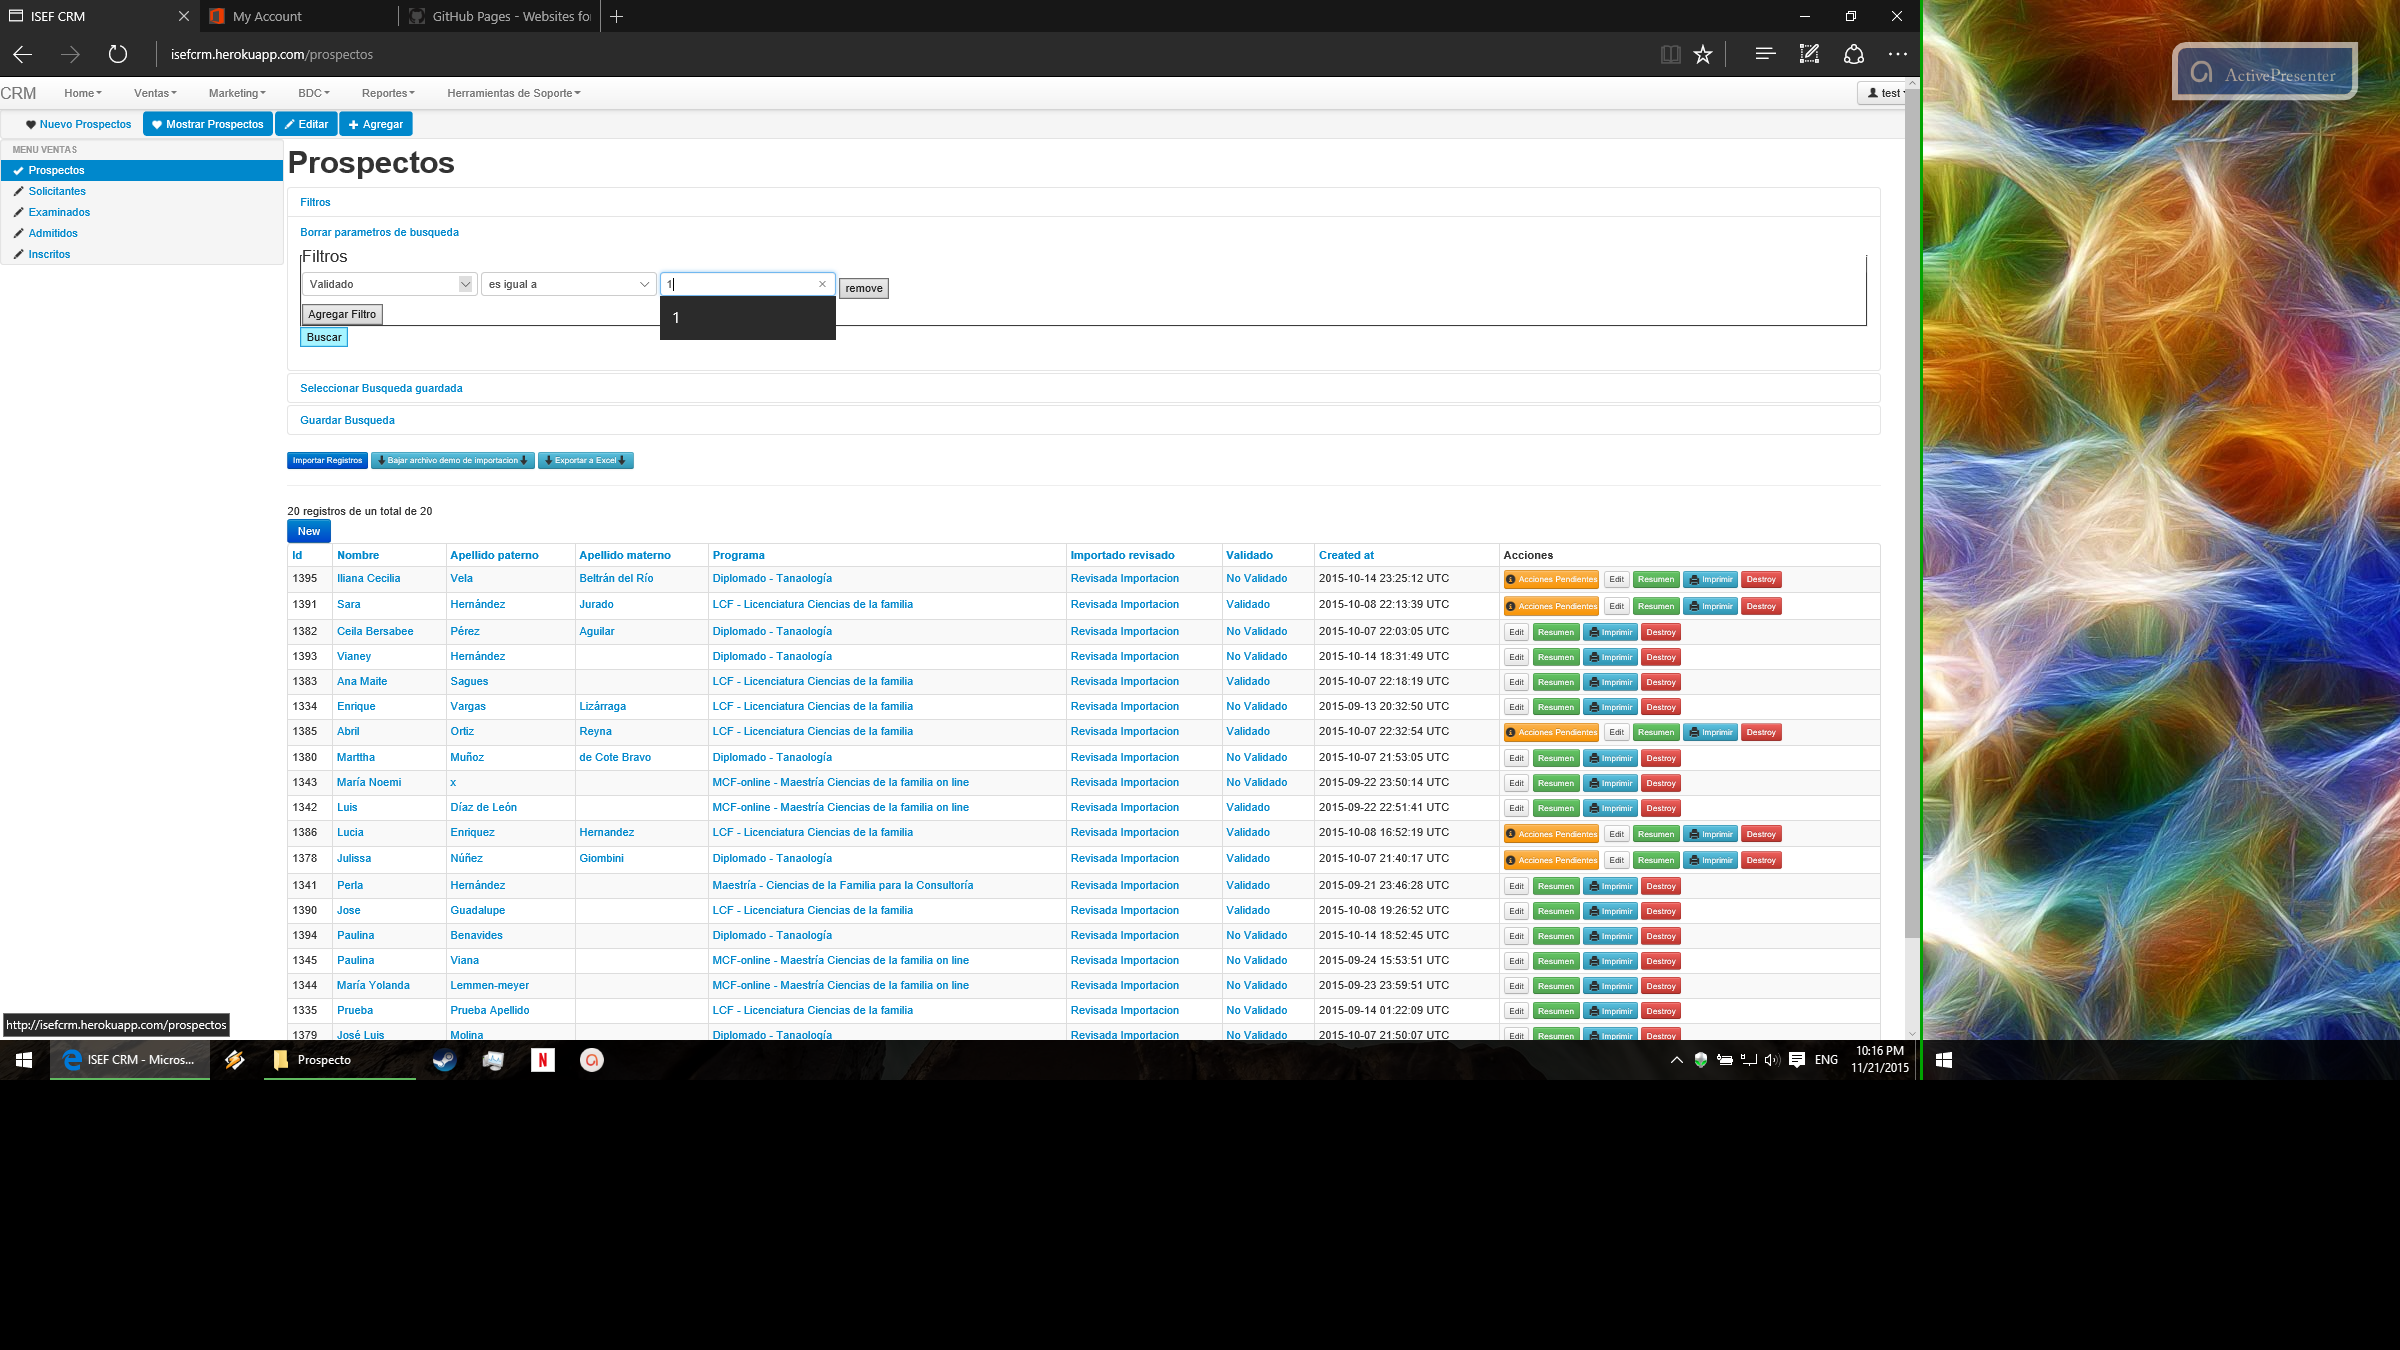 ISEF CRM
My Account
GitHub Pages - Websites fo
isefcrm.herokuapp.com/prospectos
ActivePresenter
CRM Home Ventas Marketing BDC Reportes Herramientas de Soporte test
Nuevo Prospectos Mostrar Prospectos Editar Agregar
MENU VENTAS
Prospectos
Solicitantes
Examinados
Admitidos
Inscritos
Prospectos
Filtros
Borrar parametros de busqueda
Filtros
Validado es igual a 1 remove
1
Agregar Filtro
Buscar
Seleccionar Busqueda guardada
Guardar Busqueda
Importar Registros Bajar archivo demo de importacion Exportar a Excel
20 registros de un total de 20
New
Id Nombre Apellido paterno Apellido materno Programa Importado revisado Validado Created at Acciones
1395 Iliana Cecilia Vela Beltrán del Río Diplomado - Tanaología Revisada Importacion No Validado 2015-10-14 23:25:12 UTC Acciones Pendientes Edit Resumen Imprimir Destroy
1391 Sara Hernández Jurado LCF - Licenciatura Ciencias de la familia Revisada Importacion Validado 2015-10-08 22:13:39 UTC Acciones Pendientes Edit Resumen Imprimir Destroy
1382 Ceila Bersabee Pérez Aguilar Diplomado - Tanaología Revisada Importacion No Validado 2015-10-07 22:03:05 UTC Edit Resumen Imprimir Destroy
1393 Vianey Hernández Diplomado - Tanaología Revisada Importacion No Validado 2015-10-14 18:31:49 UTC Edit Resumen Imprimir Destroy
1383 Ana Maite Sagues LCF - Licenciatura Ciencias de la familia Revisada Importacion Validado 2015-10-07 22:18:19 UTC Edit Resumen Imprimir Destroy
1334 Enrique Vargas Lizárraga LCF - Licenciatura Ciencias de la familia Revisada Importacion No Validado 2015-09-13 20:32:50 UTC Edit Resumen Imprimir Destroy
1385 Abril Ortiz Reyna LCF - Licenciatura Ciencias de la familia Revisada Importacion Validado 2015-10-07 22:32:54 UTC Acciones Pendientes Edit Resumen Imprimir Destroy
1380 Marttha Muñoz de Cote Bravo Diplomado - Tanaología Revisada Importacion No Validado 2015-10-07 21:53:05 UTC Edit Resumen Imprimir Destroy
1343 María Noemi x MCF-online - Maestría Ciencias de la familia on line Revisada Importacion No Validado 2015-09-22 23:50:14 UTC Edit Resumen Imprimir Destroy
1342 Luis Díaz de León MCF-online - Maestría Ciencias de la familia on line Revisada Importacion Validado 2015-09-22 22:51:41 UTC Edit Resumen Imprimir Destroy
1386 Lucia Enriquez Hernandez LCF - Licenciatura Ciencias de la familia Revisada Importacion Validado 2015-10-08 16:52:19 UTC Acciones Pendientes Edit Resumen Imprimir Destroy
1378 Julissa Núñez Giombini Diplomado - Tanaología Revisada Importacion Validado 2015-10-07 21:40:17 UTC Acciones Pendientes Edit Resumen Imprimir Destroy
1341 Perla Hernández Maestría - Ciencias de la Familia para la Consultoría Revisada Importacion Validado 2015-09-21 23:46:28 UTC Edit Resumen Imprimir Destroy
1390 Jose Guadalupe LCF - Licenciatura Ciencias de la familia Revisada Importacion Validado 2015-10-08 19:26:52 UTC Edit Resumen Imprimir Destroy
1394 Paulina Benavides Diplomado - Tanaología Revisada Importacion No Validado 2015-10-14 18:52:45 UTC Edit Resumen Imprimir Destroy
1345 Paulina Viana MCF-online - Maestría Ciencias de la familia on line Revisada Importacion No Validado 2015-09-24 15:53:51 UTC Edit Resumen Imprimir Destroy
1344 María Yolanda Lemmen-meyer MCF-online - Maestría Ciencias de la familia on line Revisada Importacion No Validado 2015-09-23 23:59:51 UTC Edit Resumen Imprimir Destroy
1335 Prueba Prueba Apellido LCF - Licenciatura Ciencias de la familia Revisada Importacion No Validado 2015-09-14 01:22:09 UTC Edit Resumen Imprimir Destroy
1379 José Luis Molina Diplomado - Tanaología Revisada Importacion No Validado 2015-10-07 21:50:07 UTC Edit Resumen Imprimir Destroy
http://isefcrm.herokuapp.com/prospectos
ISEF CRM - Micros...
Prospecto
N
ENG
10:16 PM
11/21/2015